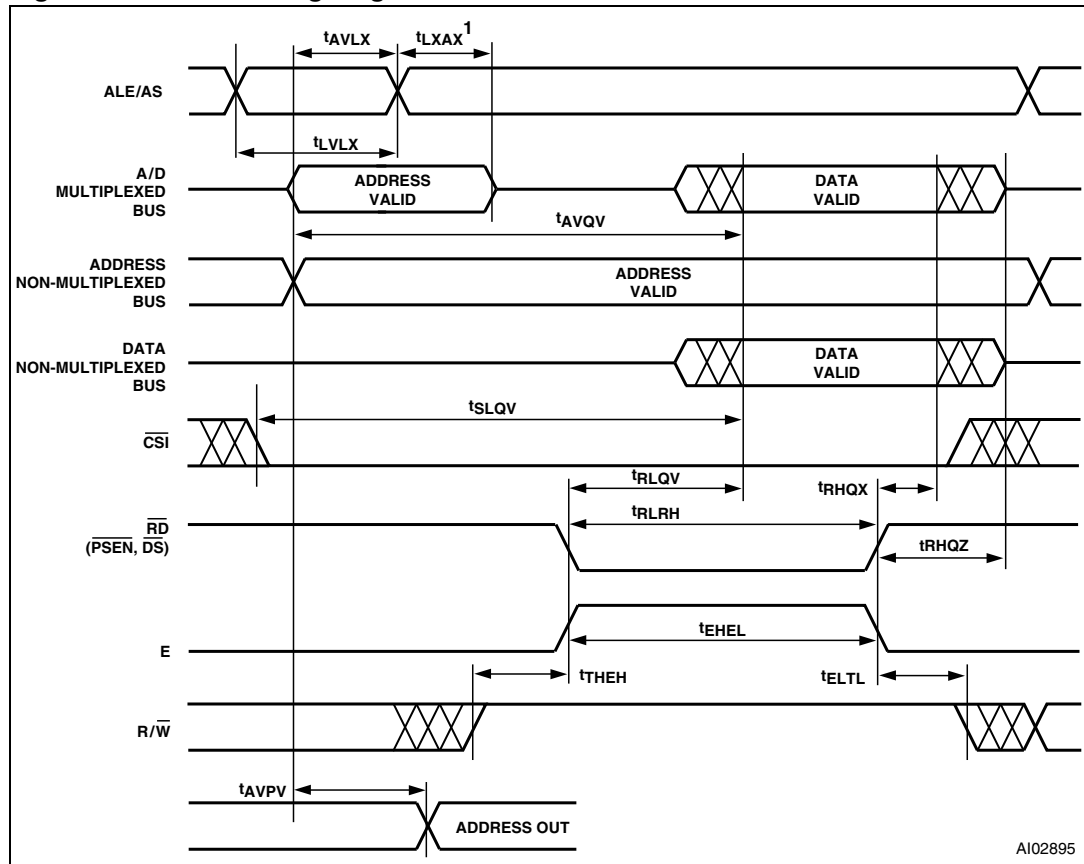 tAVLX tLXAX 1
ALE/AS
tLVLX
A/D
MULTIPLEXED
BUS
ADDRESS
VALID
DATA
VALID
tAVQV
ADDRESS
NON-MULTIPLEXED
BUS
ADDRESS
VALID
DATA
NON-MULTIPLEXED
BUS
DATA
VALID
tSLQV
CSI
tRLQV tRHQX
tRLRH
RD
(PSEN, DS)
tRHQZ
tEHEL
E
tTHEH tELTL
R/W
tAVPV
ADDRESS OUT
AI02895